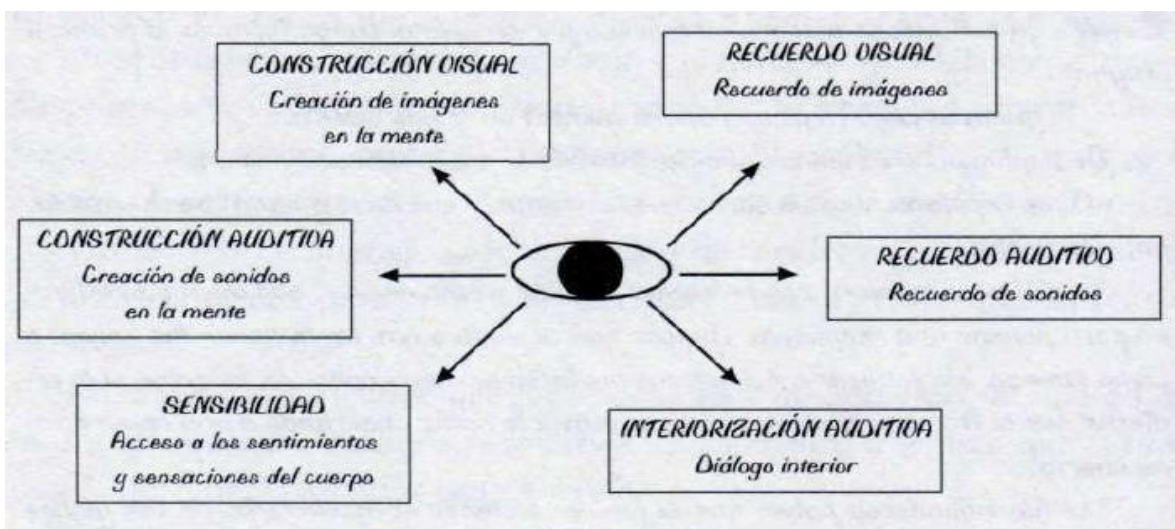 CONSTRUCCIÓN VISUAL
Creación de imágenes
en la mente
RECUERDO VISUAL
Recuerdo de imágenes
CONSTRUCCIÓN AUDITIVA
Creación de sonidos
en la mente
RECUERDO AUDITIVO
Recuerdo de sonidos
SENSIBILIDAD
Acceso a los sentimientos
y sensaciones del cuerpo
INTERIORIZACIÓN AUDITIVA
Diálogo interior